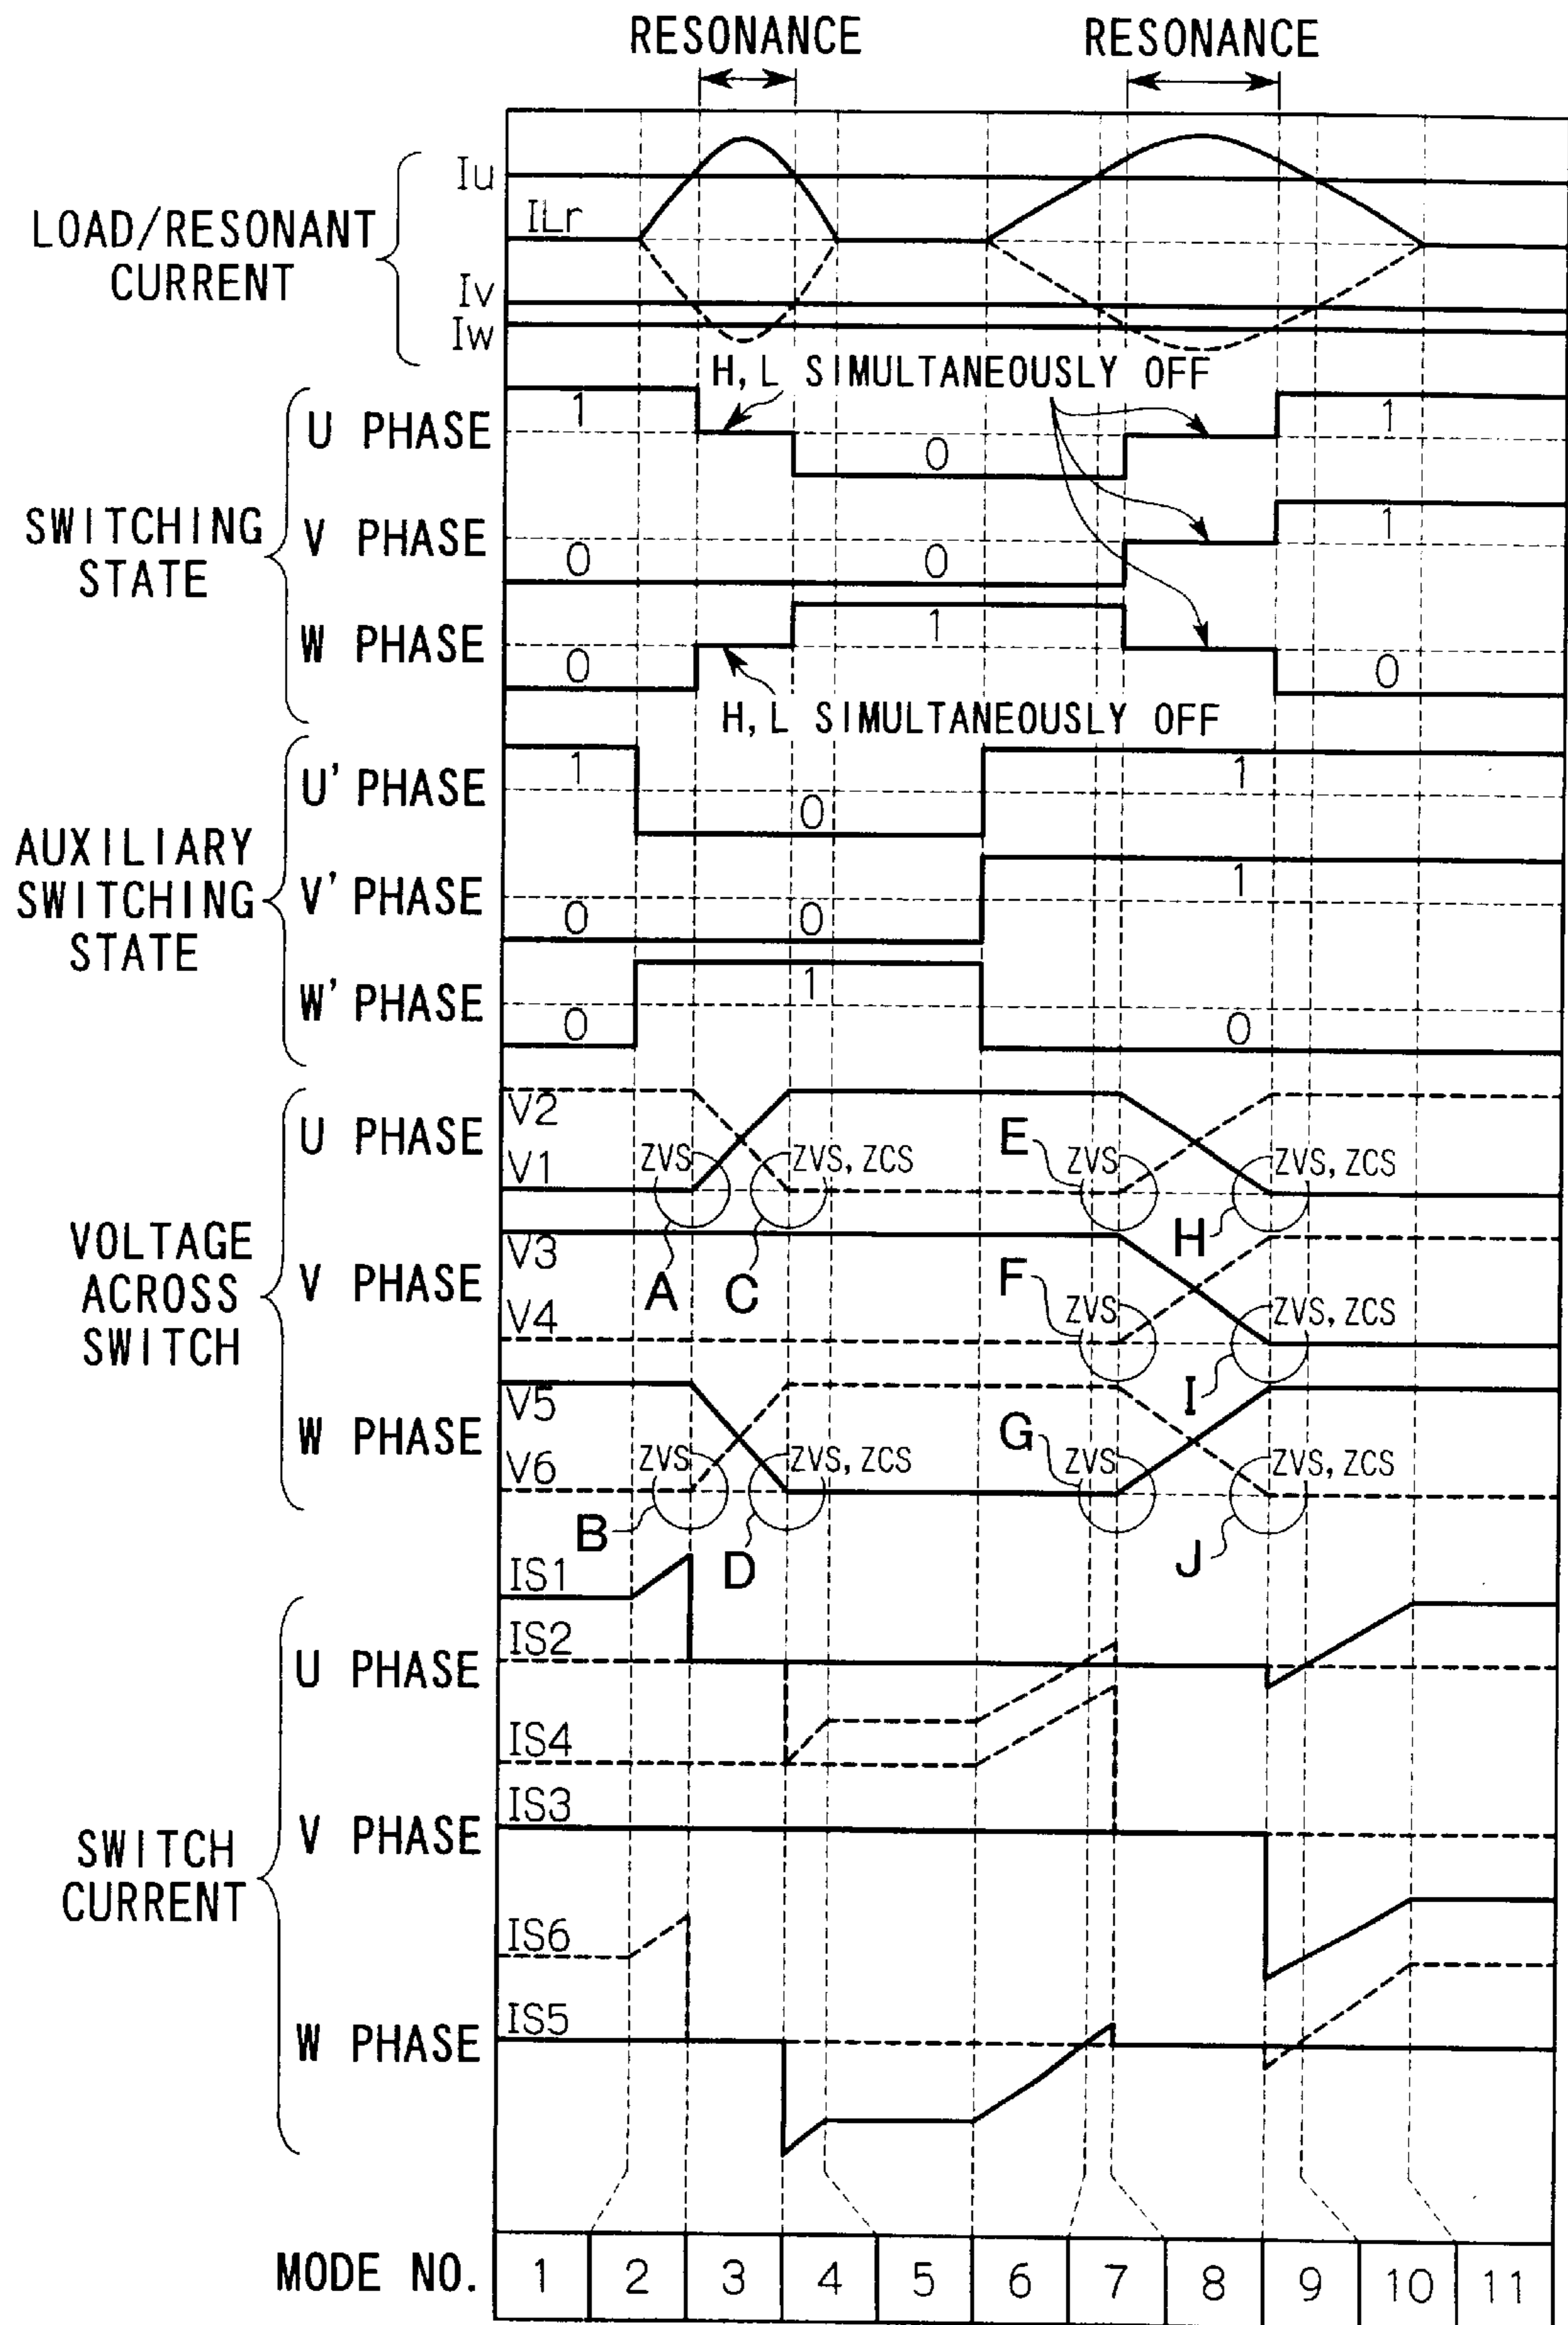 RESONANCE RESONANCE
LOAD/RESONANT
CURRENT
Iu
ILr
Iv
Iw
H, L SIMULTANEOUSLY OFF
SWITCHING
STATE
U PHASE
1 0 1
V PHASE
0 0 1
W PHASE
0 1 0
H, L SIMULTANEOUSLY OFF
AUXILIARY
SWITCHING
STATE
U' PHASE
1 0 1
V' PHASE
0 0 1
W' PHASE
0 1 0
VOLTAGE
ACROSS
SWITCH
U PHASE
V2
V1
ZVS ZVS, ZCS ZVS ZVS, ZCS
A C E H
V PHASE
V3
V4
ZVS ZVS, ZCS
F I
W PHASE
V5
V6
ZVS ZVS, ZCS ZVS ZVS, ZCS
B D G J
SWITCH
CURRENT
U PHASE
IS1
IS2
IS4
V PHASE
IS3
IS6
W PHASE
IS5
MODE NO. 1 2 3 4 5 6 7 8 9 10 11